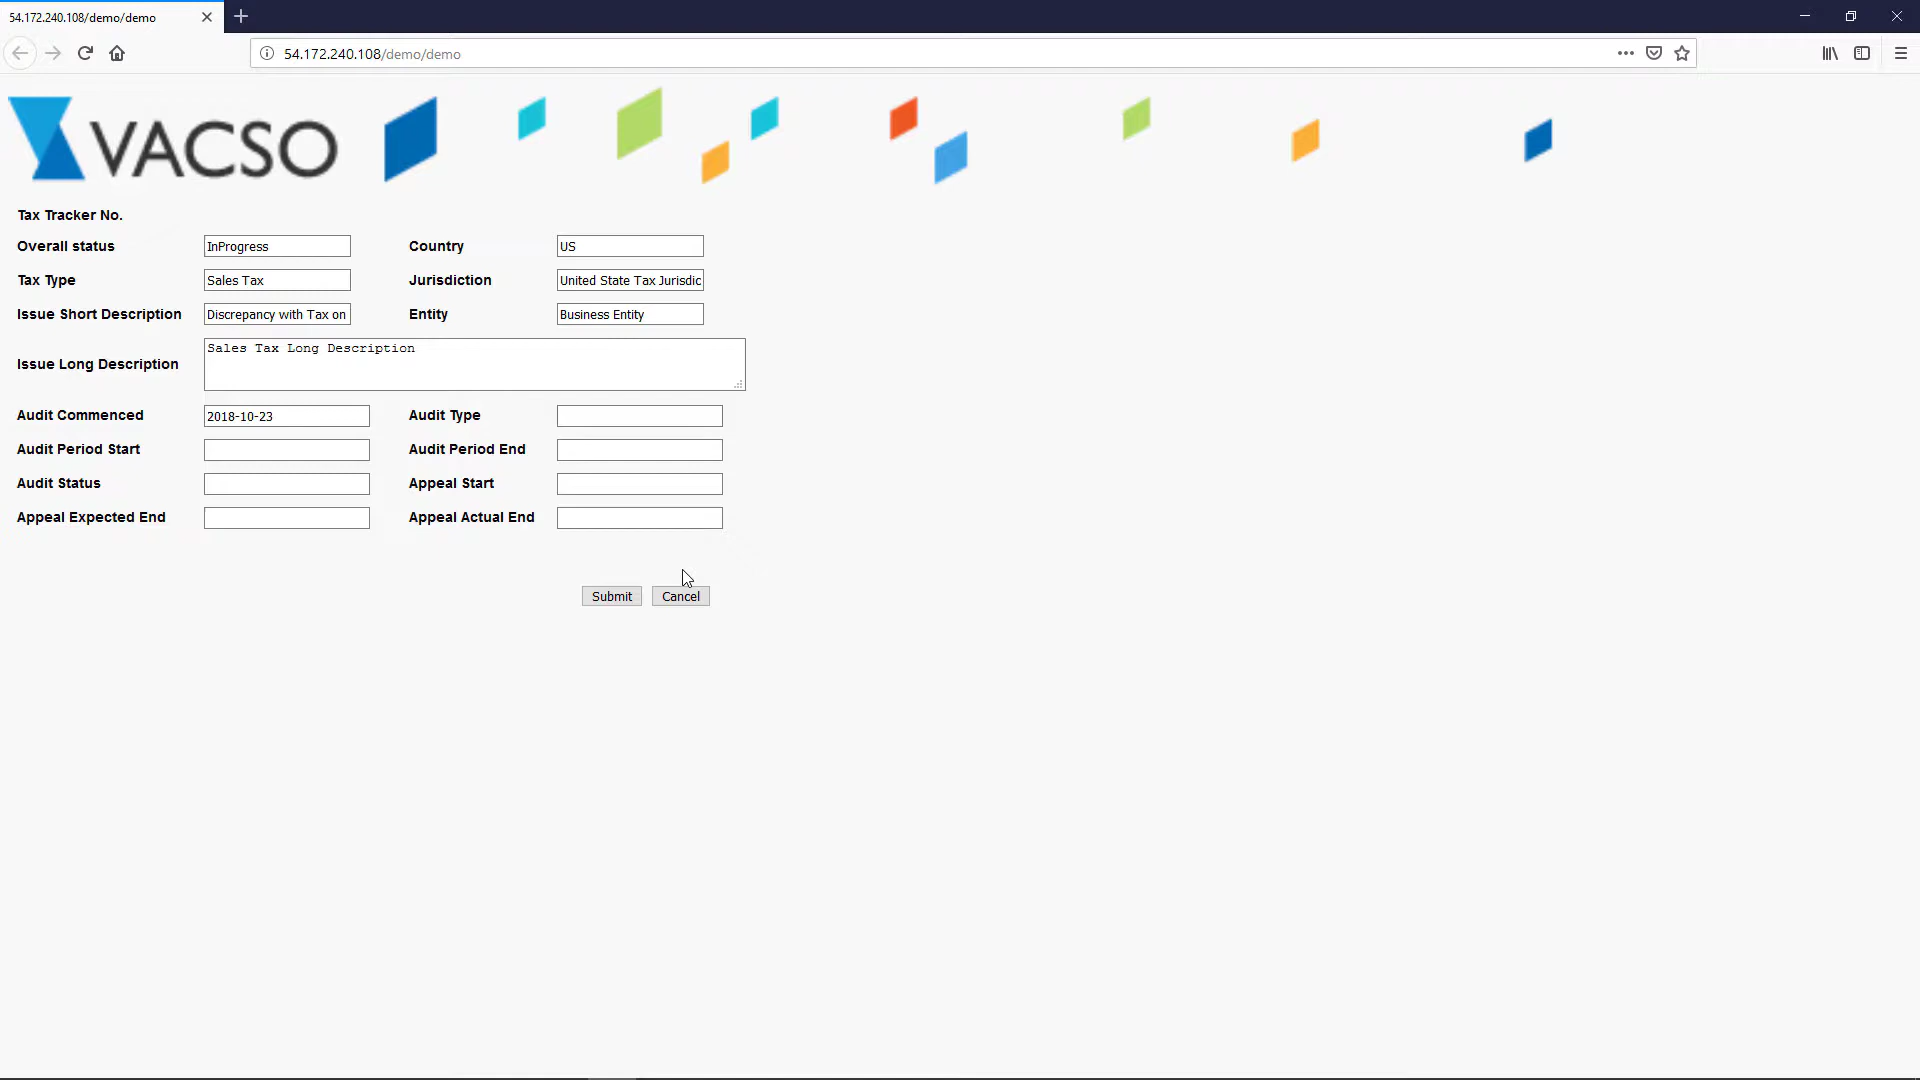 54.172.240.108/demo/demo
54.172.240.108/demo/demo
VACSO
Tax Tracker No.
Overall status InProgress Country US
Tax Type Sales Tax Jurisdiction United State Tax Jurisdic
Issue Short Description Discrepancy with Tax on Entity Business Entity
Issue Long Description Sales Tax Long Description
Audit Commenced 2018-10-23 Audit Type
Audit Period Start Audit Period End
Audit Status Appeal Start
Appeal Expected End Appeal Actual End
Submit Cancel